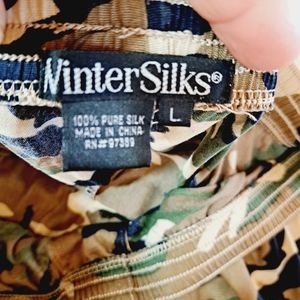 WinterSilks®
L
100% PURE SILK
MADE IN CHINA
RN# 97389